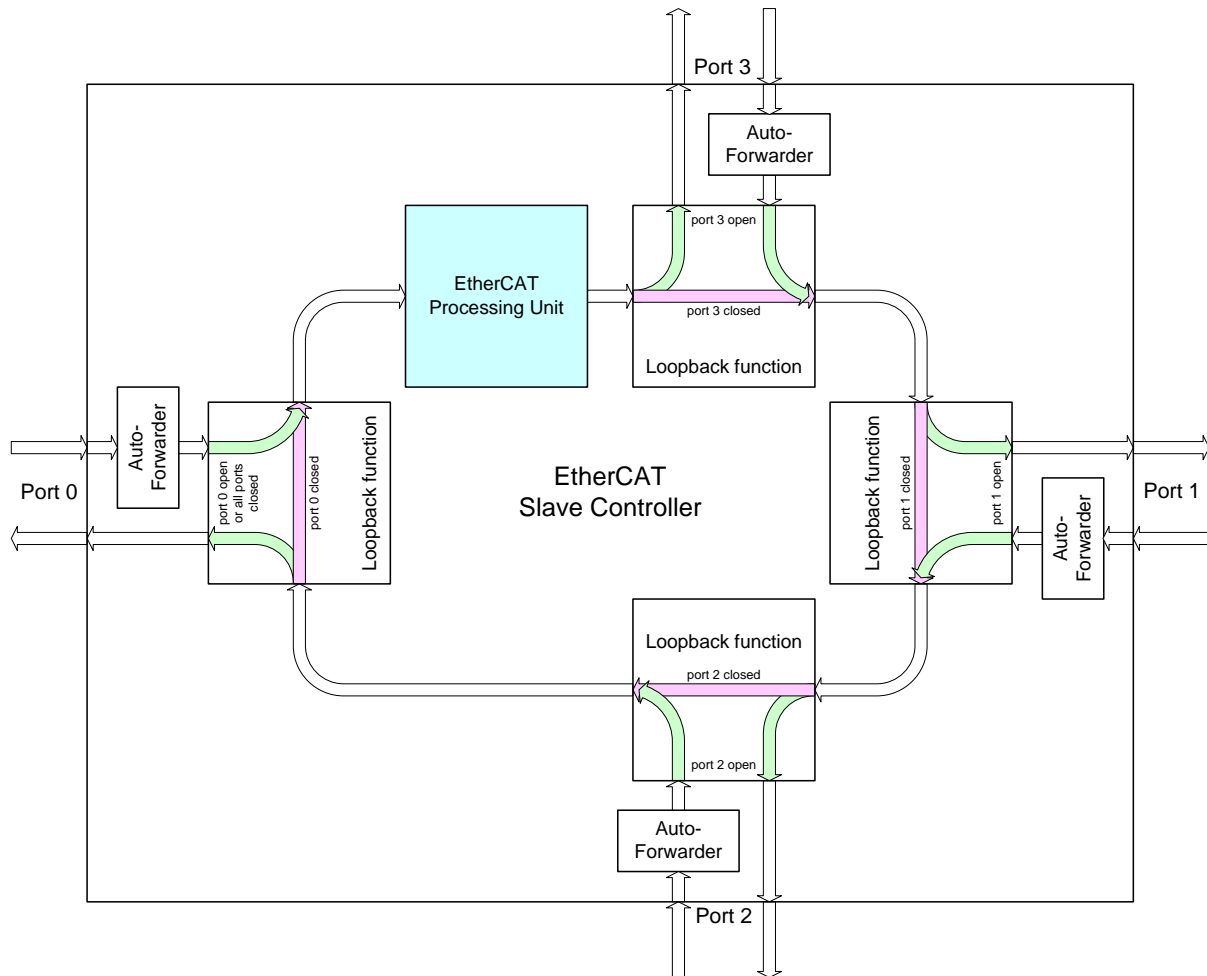 Port 3
Auto-
Forwarder
port 3 open
EtherCAT
Processing Unit
port 3 closed
Loopback function
Auto-
Forwarder
Port 0
port 0 open
or all ports
closed
port 0 closed
Loopback function
EtherCAT
Slave Controller
Loopback function
port 1 closed
port 1 open
Port 1
Auto-
Forwarder
Loopback function
port 2 closed
port 2 open
Auto-
Forwarder
Port 2